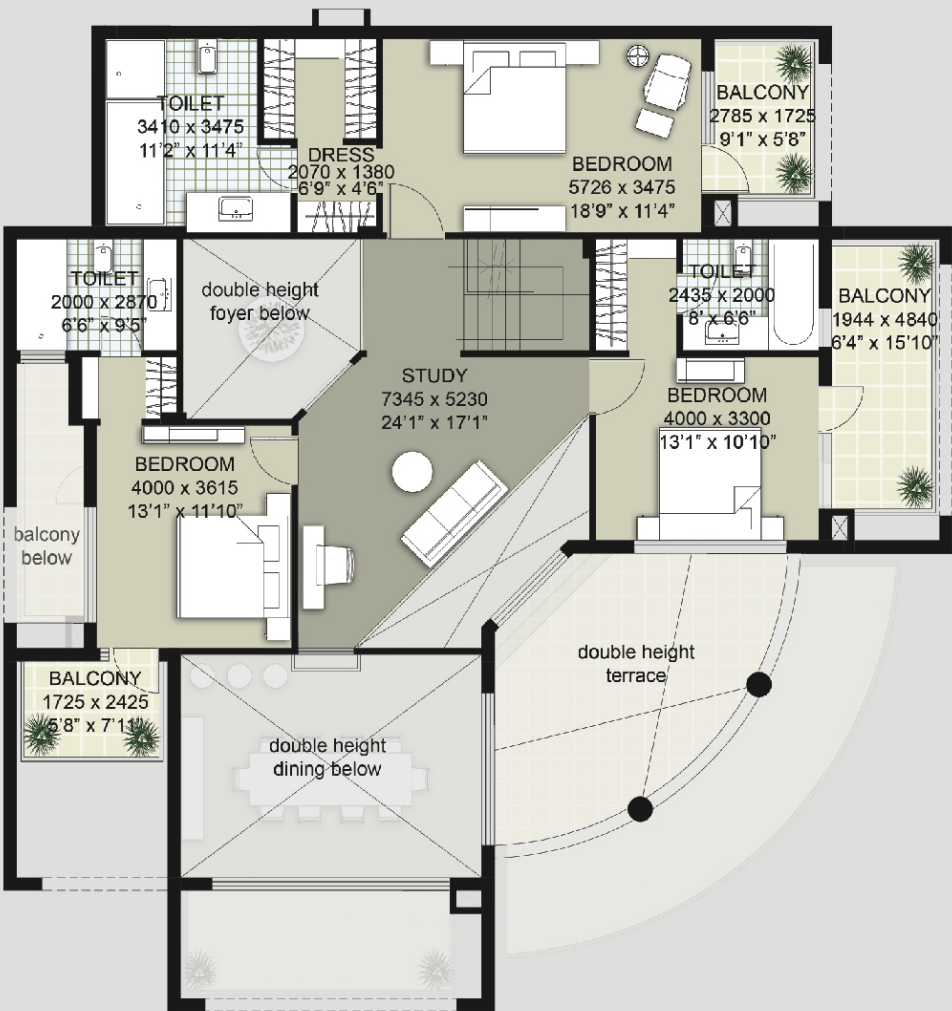 TOILET
3410 x 3475
11'2" x 11'4"
DRESS
2070 x 1380
6'9" x 4'6"
BEDROOM
5726 x 3475
18'9" x 11'4"
BALCONY
2785 x 1725
9'1" x 5'8"
TOILET
2000 x 2870
6'6" x 9'5"
double height
foyer below
TOILET
2435 x 2000
8' x 6'6"
BALCONY
1944 x 4840
6'4" x 15'10"
STUDY
7345 x 5230
24'1" x 17'1"
BEDROOM
4000 x 3300
13'1" x 10'10"
BEDROOM
4000 x 3615
13'1" x 11'10"
balcony
below
double height
terrace
BALCONY
1725 x 2425
5'8" x 7'11"
double height
dining below